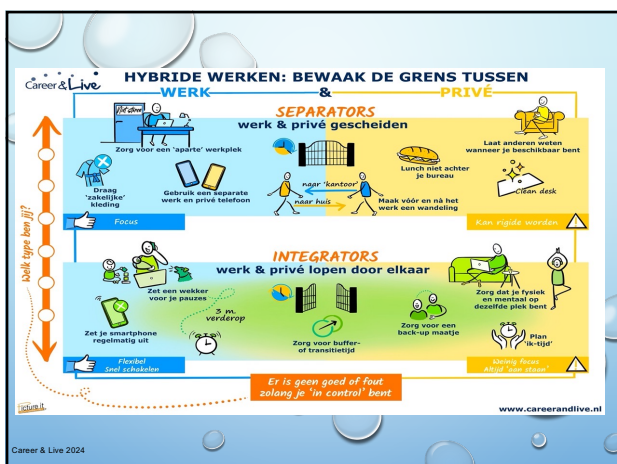 Career & Live
HYBRIDE WERKEN: BEWAAK DE GRENS TUSSEN
WERK & PRIVÉ
SEPARATORS
werk & privé gescheiden
Niet storen
Zorg voor een 'aparte' werkplek
Laat anderen weten
wanneer je beschikbaar bent
Lunch niet achter
je bureau
Draag
'zakelijke'
kleding
Gebruik een separate
werk en privé telefoon
naar 'kantoor'
naar huis
Maak vóór en nà het
werk een wandeling
Clean desk
Focus
Kan rigide worden
Welk type ben jij?
INTEGRATORS
werk & privé lopen door elkaar
Zet een wekker
voor je pauzes
Zorg dat je fysiek
en mentaal op
dezelfde plek bent
Zet je smartphone
regelmatig uit
3 m.
verderop
Zorg voor buffer-
of transitietijd
Zorg voor een
back-up maatje
Plan
'ik-tijd'
Flexibel
Snel schakelen
Weinig focus
Altijd 'aan staan'
Er is geen goed of fout
zolang je 'in control' bent
www.careerandlive.nl
Career & Live 2024